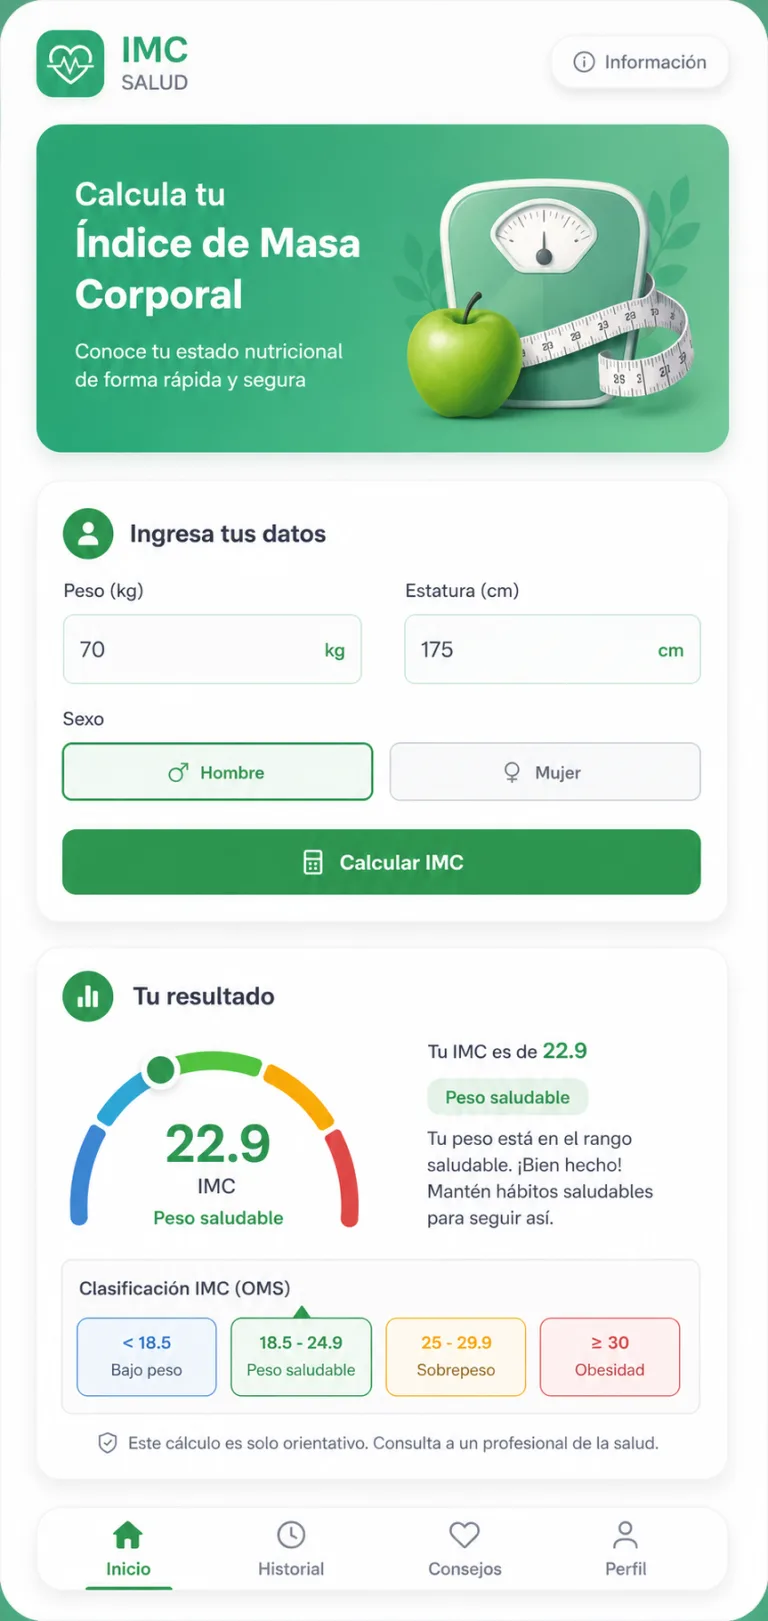 IMC
SALUD
Información
Calcula tu
Índice de Masa
Corporal
Conoce tu estado nutricional
de forma rápida y segura
Ingresa tus datos
Peso (kg)
Estatura (cm)
70 kg
175 cm
Sexo
Hombre
Mujer
Calcular IMC
Tu resultado
22.9
IMC
Peso saludable
Tu IMC es de 22.9
Peso saludable
Tu peso está en el rango
saludable. ¡Bien hecho!
Mantén hábitos saludables
para seguir así.
Clasificación IMC (OMS)
< 18.5
Bajo peso
18.5 - 24.9
Peso saludable
25 - 29.9
Sobrepeso
≥ 30
Obesidad
Este cálculo es solo orientativo. Consulta a un profesional de la salud.
Inicio
Historial
Consejos
Perfil